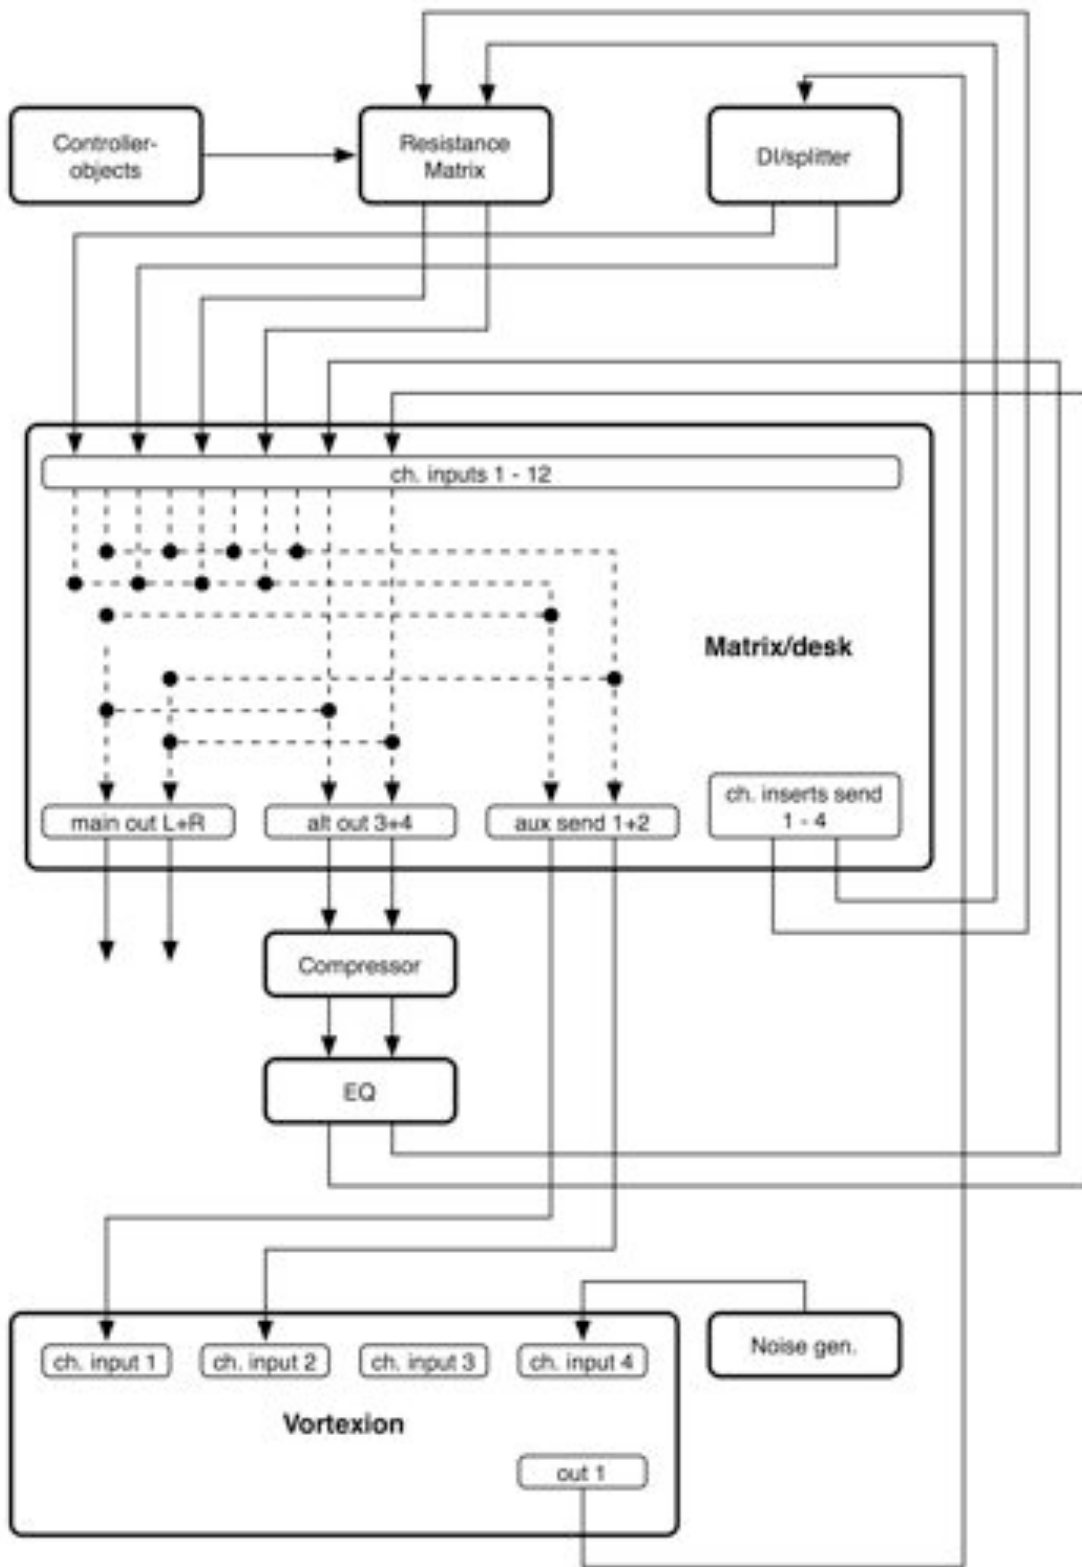 Controller-
objects
Resistance
Matrix
DI/splitter
ch. inputs 1 - 12
Matrix/desk
main out L+R
alt out 3+4
aux send 1+2
ch. inserts send
1 - 4
Compressor
EQ
ch. input 1
ch. input 2
ch. input 3
ch. input 4
Noise gen.
Vortexion
out 1